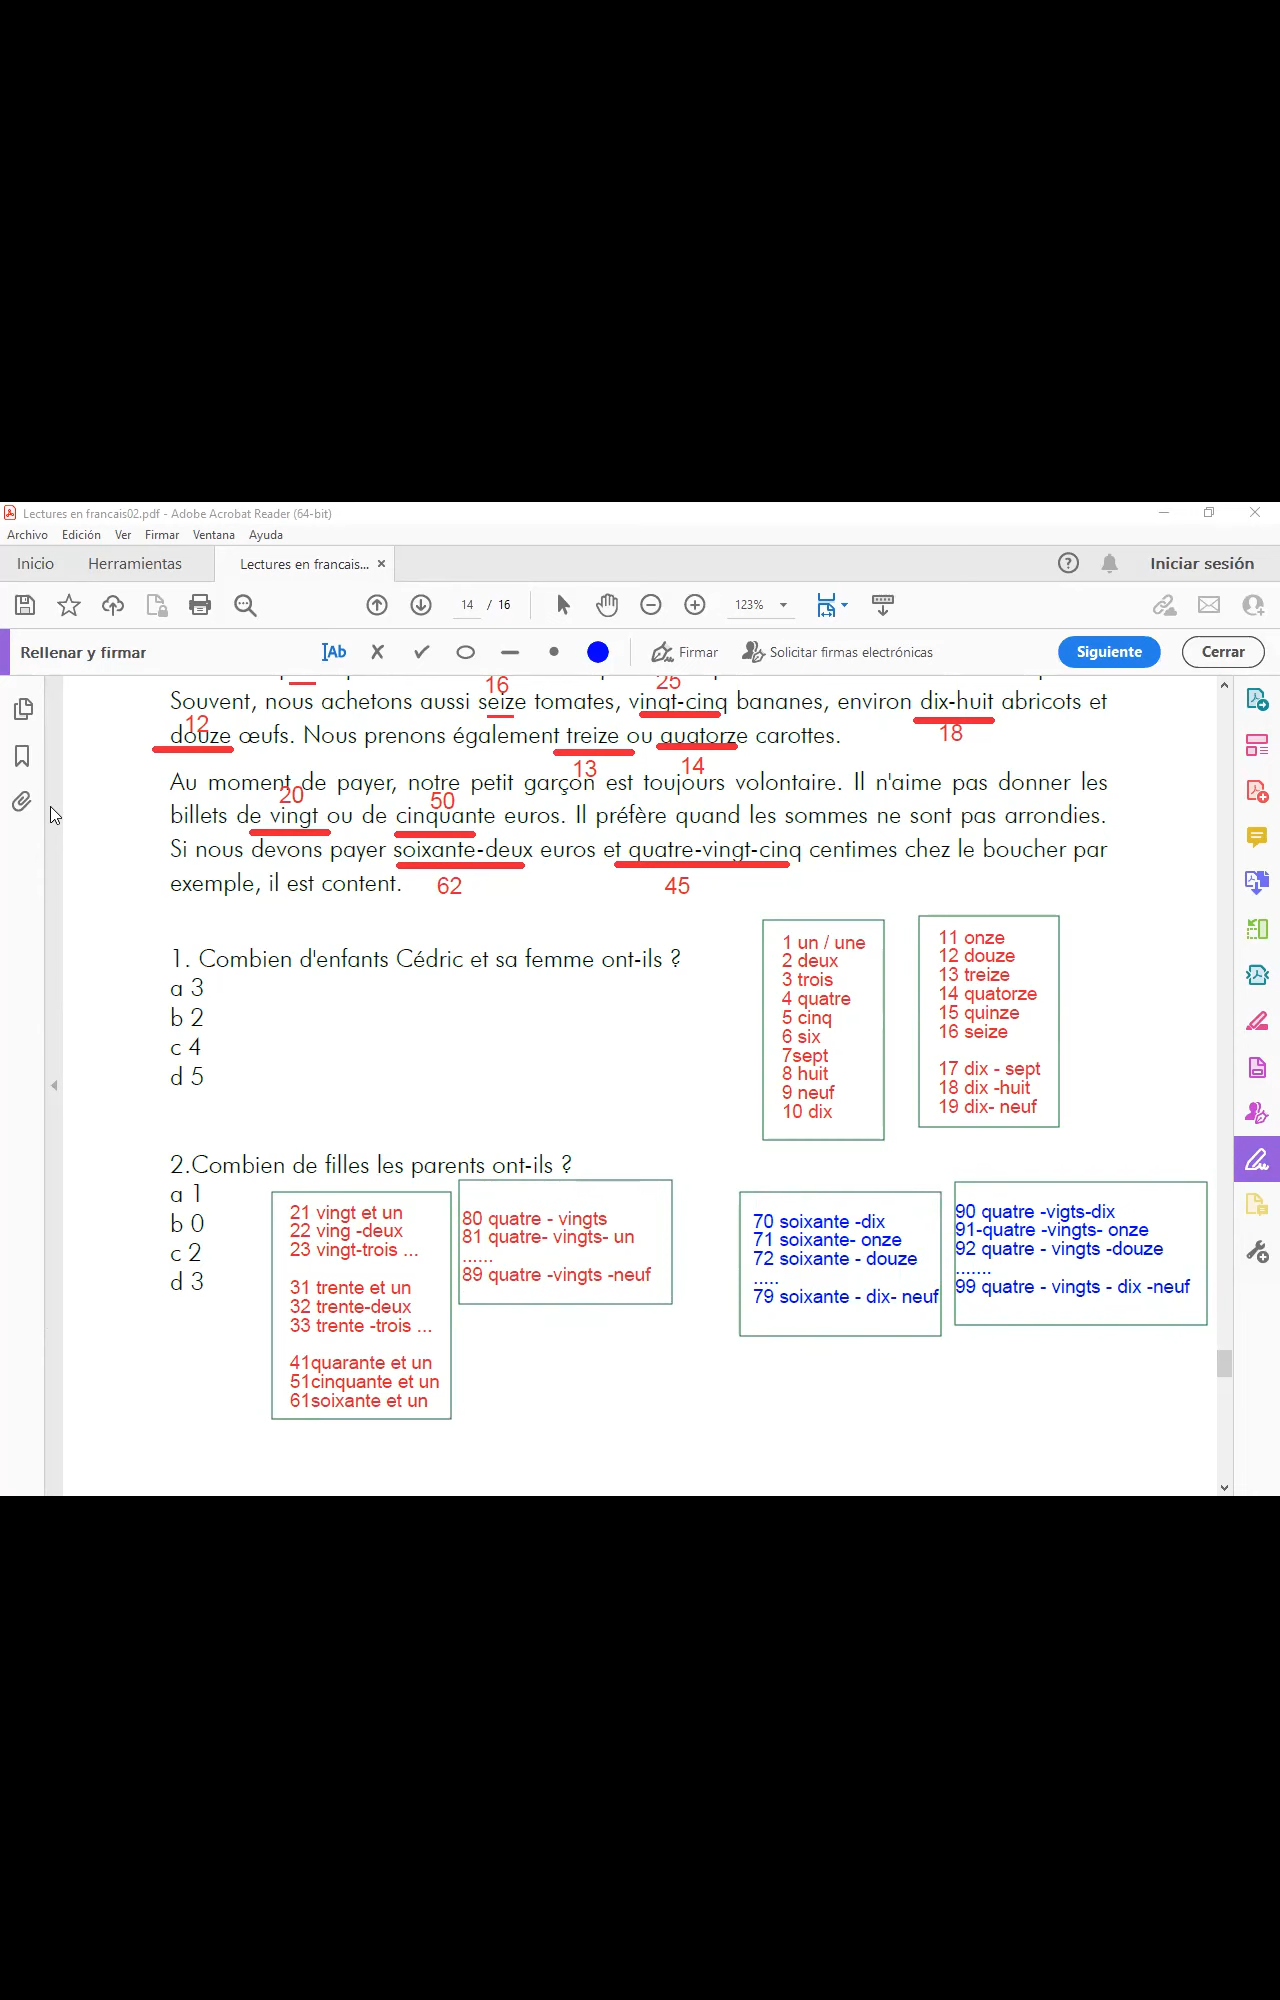 Lectures en francais02.pdf - Adobe Acrobat Reader (64-bit)
Archivo Edición Ver Firmar Ventana Ayuda
Inicio Herramientas Lectures en francais... × Iniciar sesión
14 / 16 123%
Rellenar y firmar IAb Firmar Solicitar firmas electrónicas Siguiente Cerrar
16 25
Souvent, nous achetons aussi seize tomates, vingt-cinq bananes, environ dix-huit abricots et
12 18
douze œufs. Nous prenons également treize ou quatorze carottes.
13 14
Au moment de payer, notre petit garçon est toujours volontaire. Il n'aime pas donner les
20 50
billets de vingt ou de cinquante euros. Il préfère quand les sommes ne sont pas arrondies.
Si nous devons payer soixante-deux euros et quatre-vingt-cinq centimes chez le boucher par
exemple, il est content.
62 45
1. Combien d'enfants Cédric et sa femme ont-ils ?
a 3
b 2
c 4
d 5
1 un / une
2 deux
3 trois
4 quatre
5 cinq
6 six
7sept
8 huit
9 neuf
10 dix
11 onze
12 douze
13 treize
14 quatorze
15 quinze
16 seize
17 dix - sept
18 dix -huit
19 dix- neuf
2.Combien de filles les parents ont-ils ?
a 1
b 0
c 2
d 3
21 vingt et un
22 ving -deux
23 vingt-trois ...
31 trente et un
32 trente-deux
33 trente -trois ...
41quarante et un
51cinquante et un
61soixante et un
80 quatre - vingts
81 quatre- vingts- un
......
89 quatre -vingts -neuf
70 soixante -dix
71 soixante- onze
72 soixante - douze
.....
79 soixante - dix- neuf
90 quatre -vigts-dix
91-quatre -vingts- onze
92 quatre - vingts -douze
.......
99 quatre - vingts - dix -neuf